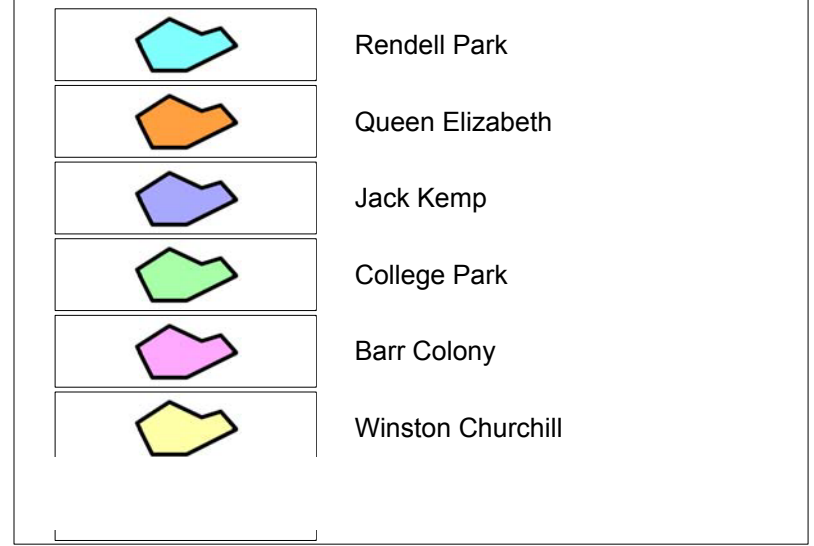 Rendell Park
Queen Elizabeth
Jack Kemp
College Park
Barr Colony
Winston Churchill